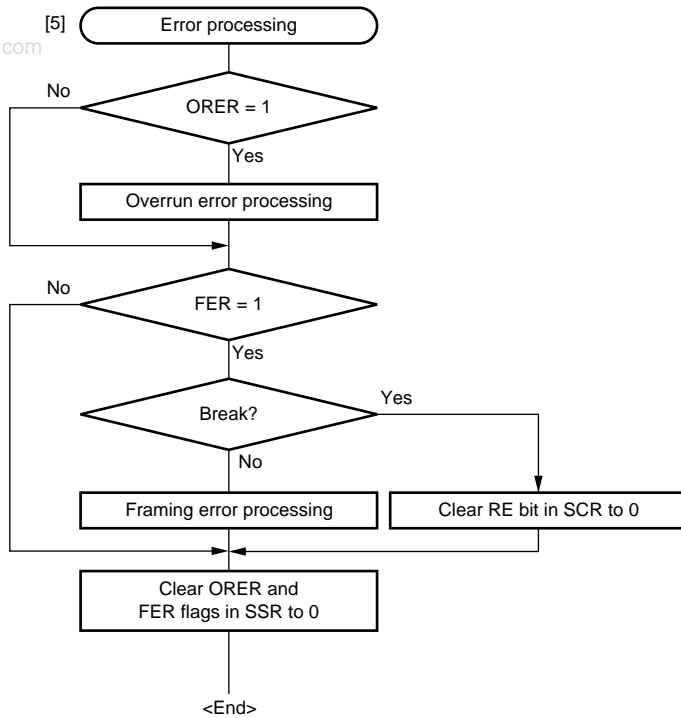 [5]
Error processing
com
No
ORER = 1
Yes
Overrun error processing
No
FER = 1
Yes
Break?
Yes
No
Framing error processing
Clear RE bit in SCR to 0
Clear ORER and
FER flags in SSR to 0
<End>